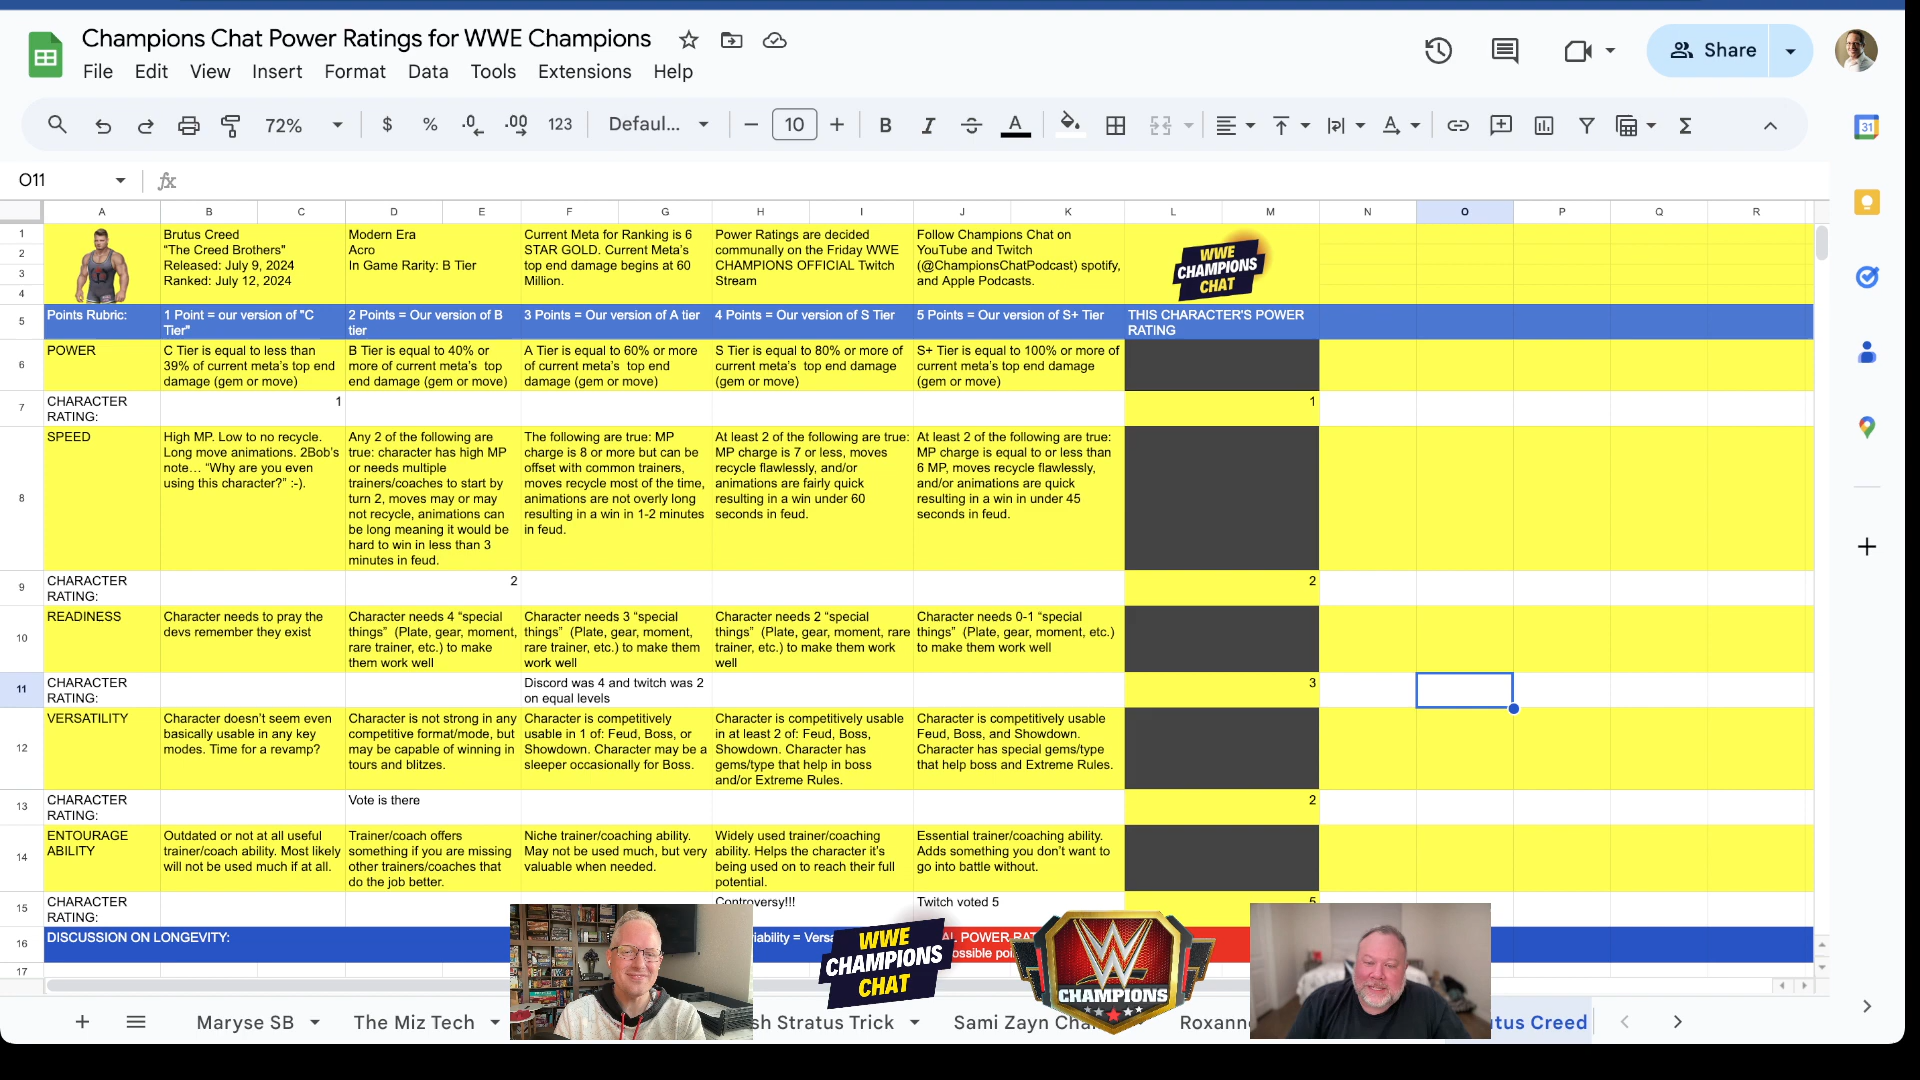 Champions Chat Power Ratings for WWE Champions
File Edit View Insert Format Data Tools Extensions Help
Share
72%
$ % .0 .00 123
Defaul...
10
B I A
31
O11
fx
A B C D E F G H I J K L M N O P Q R
1
2
3
4
Brutus Creed
"The Creed Brothers"
Released: July 9, 2024
Ranked: July 12, 2024
Modern Era
Acro
In Game Rarity: B Tier
Current Meta for Ranking is 6
STAR GOLD. Current Meta's
top end damage begins at 60
Million.
Power Ratings are decided
communally on the Friday WWE
CHAMPIONS OFFICIAL Twitch
Stream
Follow Champions Chat on
YouTube and Twitch
(@ChampionsChatPodcast) spotify,
and Apple Podcasts.
WWE
CHAMPIONS
CHAT
5
Points Rubric:
1 Point = our version of "C
Tier"
2 Points = Our version of B
tier
3 Points = Our version of A tier
4 Points = Our version of S Tier
5 Points = Our version of S+ Tier
THIS CHARACTER'S POWER
RATING
6
POWER
C Tier is equal to less than
39% of current meta's top end
damage (gem or move)
B Tier is equal to 40% or
more of current meta's top
end damage (gem or move)
A Tier is equal to 60% or more
of current meta's top end
damage (gem or move)
S Tier is equal to 80% or more of
current meta's top end damage
(gem or move)
S+ Tier is equal to 100% or more of
current meta's top end damage
(gem or move)
7
CHARACTER
RATING:
1
1
8
SPEED
High MP. Low to no recycle.
Long move animations. 2Bob's
note... "Why are you even
using this character?" :-).
Any 2 of the following are
true: character has high MP
or needs multiple
trainers/coaches to start by
turn 2, moves may or may
not recycle, animations can
be long meaning it would be
hard to win in less than 3
minutes in feud.
The following are true: MP
charge is 8 or more but can be
offset with common trainers,
moves recycle most of the time,
animations are not overly long
resulting in a win in 1-2 minutes
in feud.
At least 2 of the following are true:
MP charge is 7 or less, moves
recycle flawlessly, and/or
animations are fairly quick
resulting in a win under 60
seconds in feud.
At least 2 of the following are true:
MP charge is equal to or less than
6 MP, moves recycle flawlessly,
and/or animations are quick
resulting in a win in under 45
seconds in feud.
9
CHARACTER
RATING:
2
2
10
READINESS
Character needs to pray the
devs remember they exist
Character needs 4 "special
things" (Plate, gear, moment,
rare trainer, etc.) to make
them work well
Character needs 3 "special
things" (Plate, gear, moment,
rare trainer, etc.) to make them
work well
Character needs 2 "special
things" (Plate, gear, moment, rare
trainer, etc.) to make them work
well
Character needs 0-1 "special
things" (Plate, gear, moment, etc.)
to make them work well
11
CHARACTER
RATING:
Discord was 4 and twitch was 2
on equal levels
3
12
VERSATILITY
Character doesn't seem even
basically usable in any key
modes. Time for a revamp?
Character is not strong in any
competitive format/mode, but
may be capable of winning in
tours and blitzes.
Character is competitively
usable in 1 of: Feud, Boss, or
Showdown. Character may be a
sleeper occasionally for Boss.
Character is competitively usable
in at least 2 of: Feud, Boss,
Showdown. Character has
gems/type that help in boss
and/or Extreme Rules.
Character is competitively usable
Feud, Boss, and Showdown.
Character has special gems/type
that help boss and Extreme Rules.
13
CHARACTER
RATING:
Vote is there
2
14
ENTOURAGE
ABILITY
Outdated or not at all useful
trainer/coach ability. Most likely
will not be used much if at all.
Trainer/coach offers
something if you are missing
other trainers/coaches that
do the job better.
Niche trainer/coaching ability.
May not be used much, but very
valuable when needed.
Widely used trainer/coaching
ability. Helps the character it's
being used on to reach their full
potential.
Essential trainer/coaching ability.
Adds something you don't want to
go into battle without.
15
CHARACTER
RATING:
Controversy!!!
Twitch voted 5
5
16
DISCUSSION ON LONGEVITY:
iability = Versa
AL POWER RAT
ossible poi
17
WWE
CHAMPIONS
CHAT
CHAMPIONS
Maryse SB
The Miz Tech
sh Stratus Trick
Sami Zayn Cha
Roxann
utus Creed